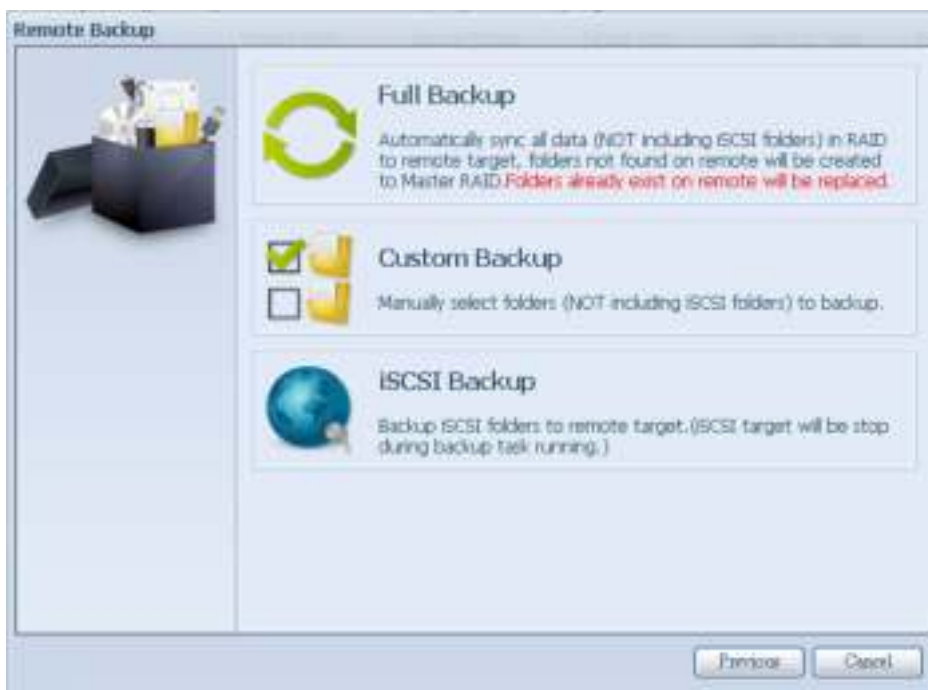 Remote Backup
Full Backup
Automatically sync all data (NOT including iSCSI folders) in RAID
to remote target, folders not found on remote will be created
to Master RAID.Folders already exist on remote will be replaced.
Custom Backup
Manually select folders (NOT including iSCSI folders) to backup.
iSCSI Backup
Backup iSCSI folders to remote target.(iSCSI target will be stop
during backup task running.)
Previous
Cancel